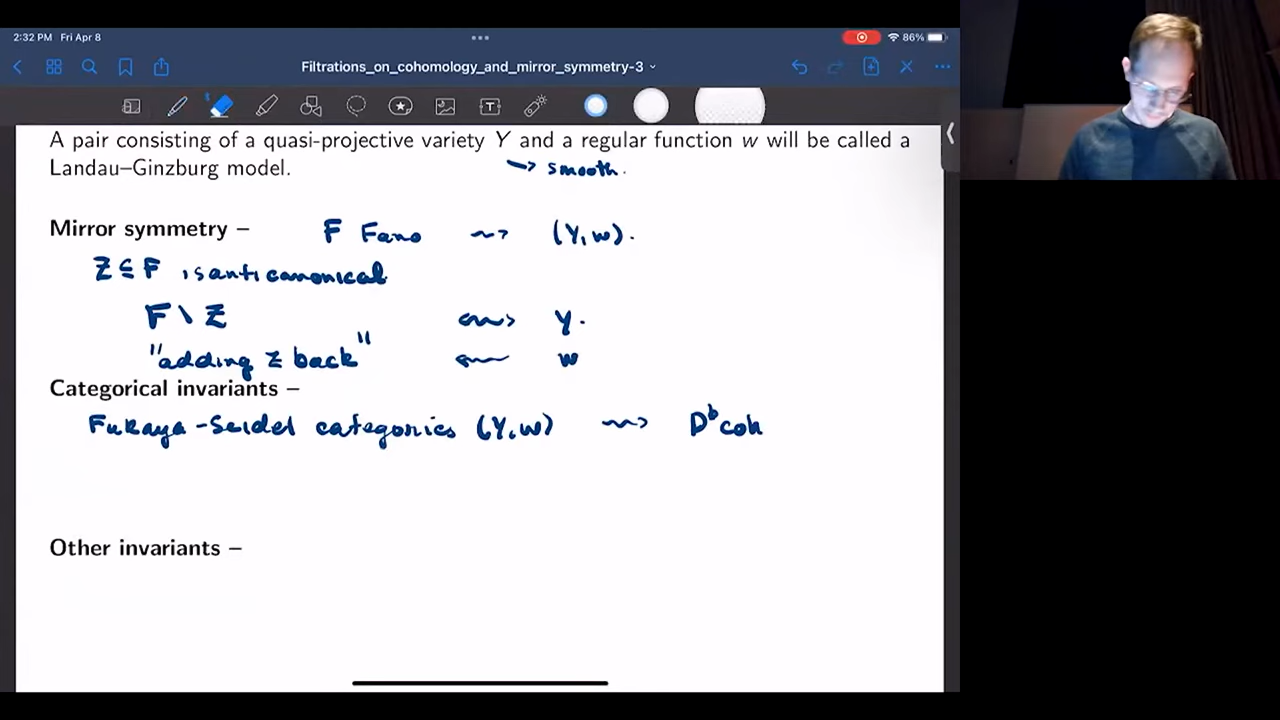 2:32 PM Fri Apr 8
86%
Filtrations_on_cohomology_and_mirror_symmetry-3
A pair consisting of a quasi-projective variety Y and a regular function w will be called a
Landau–Ginzburg model.
↪ smooth.
Mirror symmetry – F Fano ⇝ (Y,w).
Z ⊆ F is anticanonical
F \ Z ⇜⇝ Y.
"adding Z back" ⇜ w
Categorical invariants –
Fukaya-Seidel categories (Y,w) ⇝ D^b coh
Other invariants –